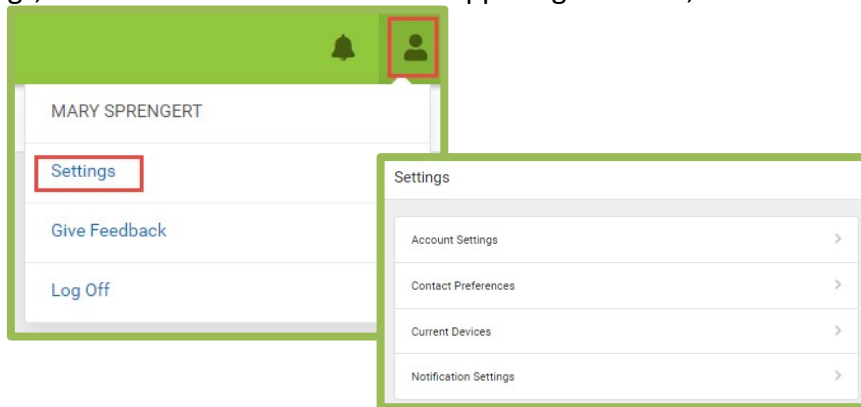 MARY SPRENGERT
Settings
Give Feedback
Log Off
Settings
Account Settings
Contact Preferences
Current Devices
Notification Settings